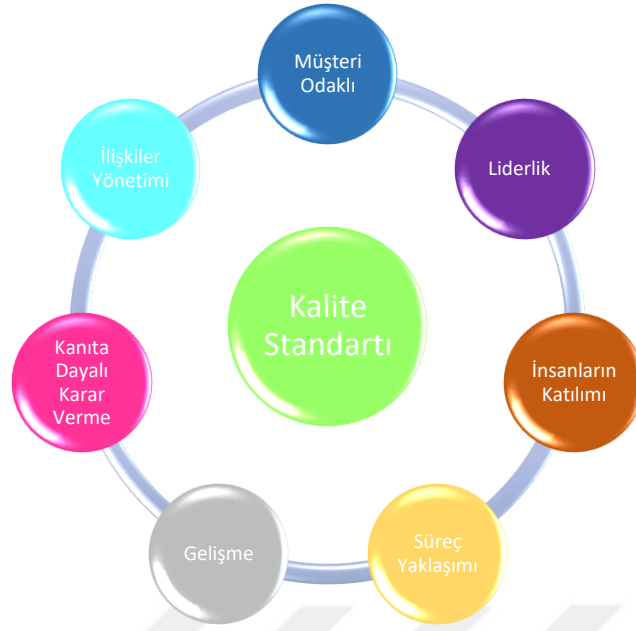 Müşteri
Odaklı
Liderlik
İnsanların
Katılımı
Süreç
Yaklaşımı
Gelişme
Kanıta
Dayalı
Karar
Verme
İlişkiler
Yönetimi
Kalite
Standartı